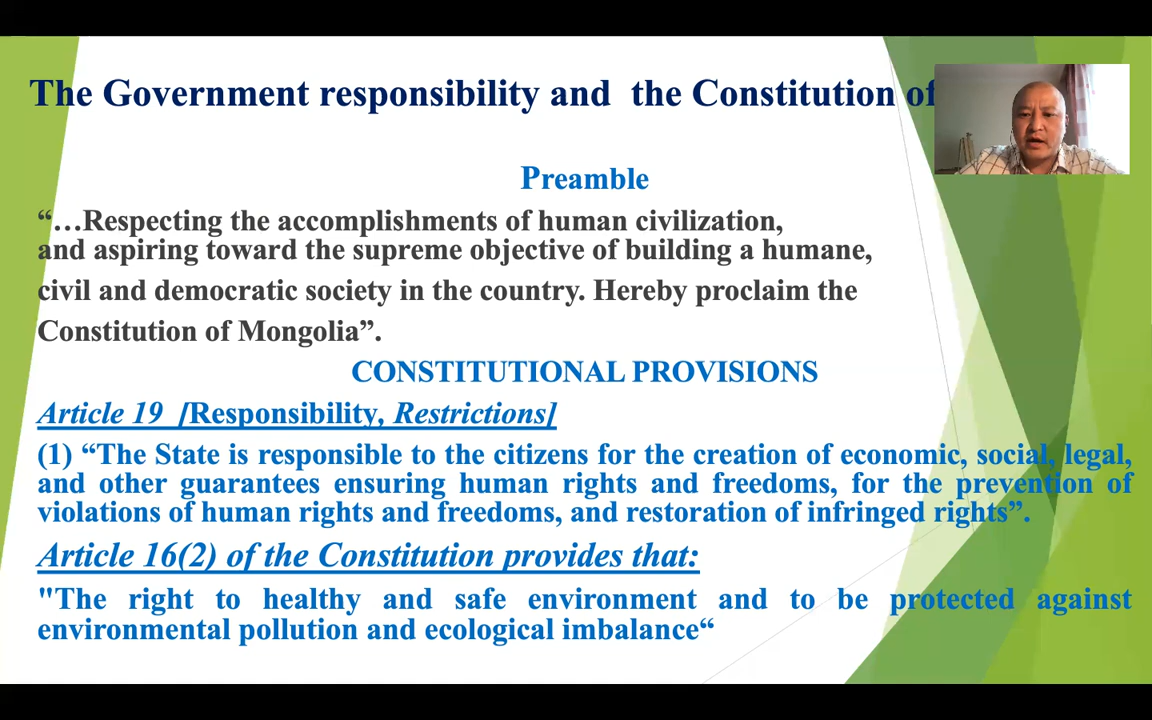 The Government responsibility and the Constitution of
Preamble
“…Respecting the accomplishments of human civilization,
and aspiring toward the supreme objective of building a humane,
civil and democratic society in the country. Hereby proclaim the
Constitution of Mongolia”.
CONSTITUTIONAL PROVISIONS
Article 19 [Responsibility, Restrictions]
(1) “The State is responsible to the citizens for the creation of economic, social, legal,
and other guarantees ensuring human rights and freedoms, for the prevention of
violations of human rights and freedoms, and restoration of infringed rights”.
Article 16(2) of the Constitution provides that:
"The right to healthy and safe environment and to be protected against
environmental pollution and ecological imbalance“